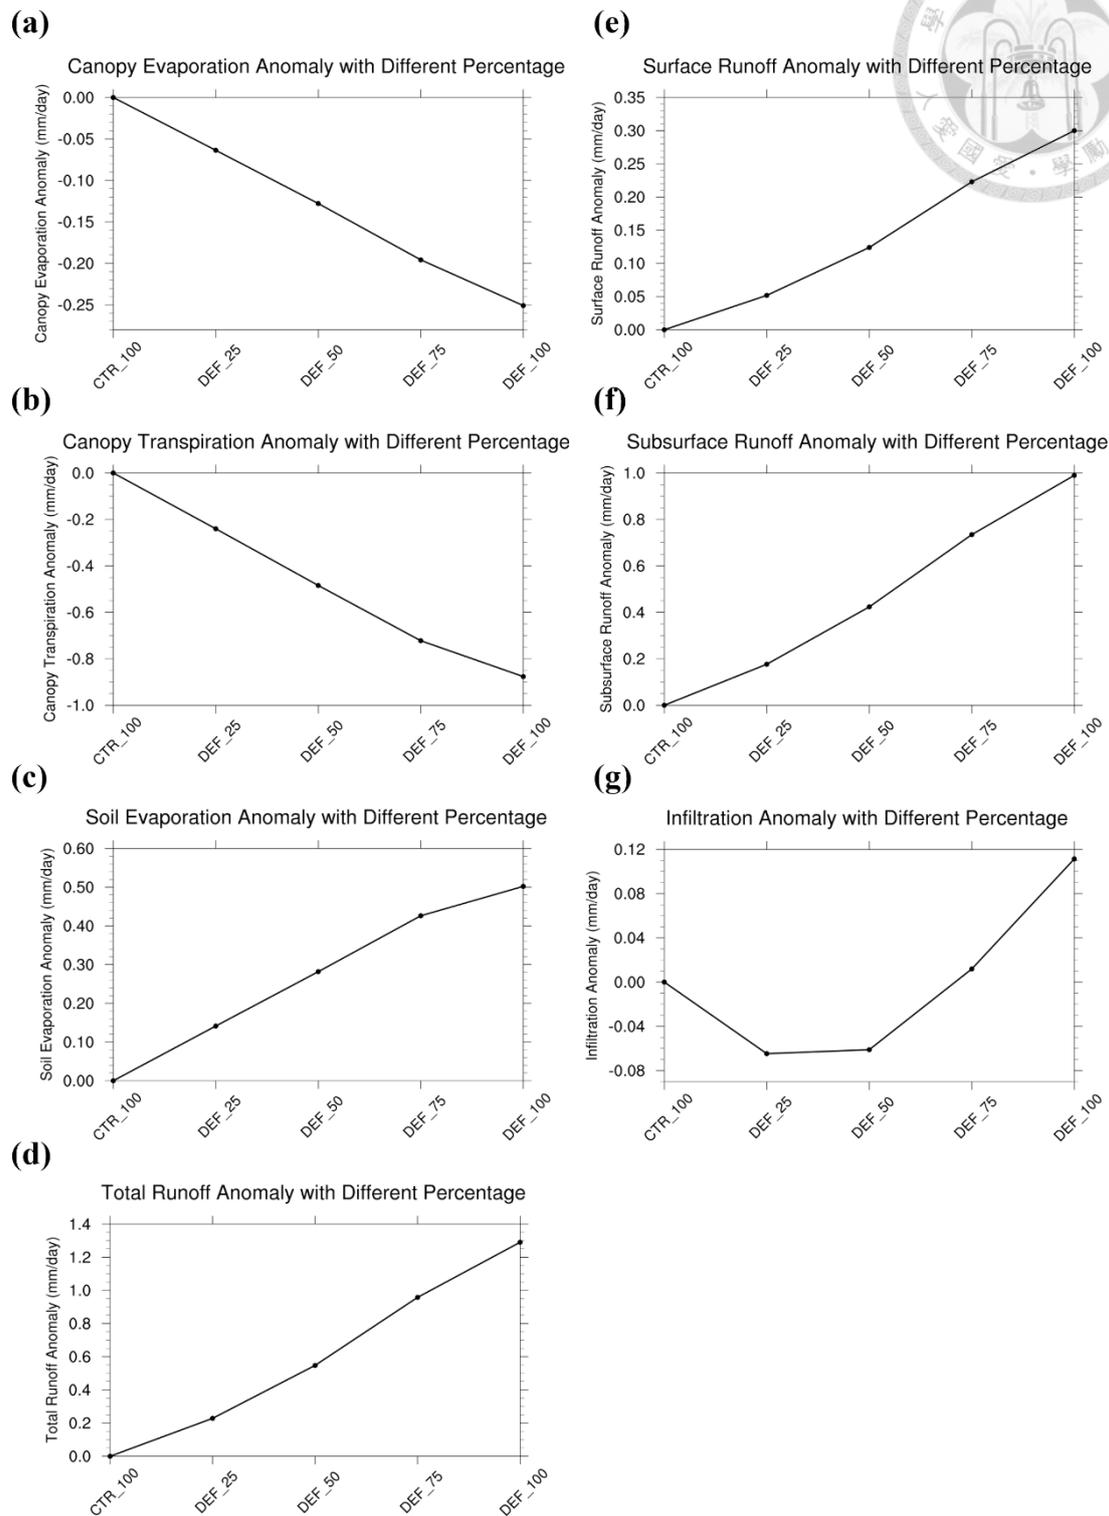 (a)
Canopy Evaporation Anomaly with Different Percentage
Canopy Evaporation Anomaly (mm/day)
0.00
-0.05
-0.10
-0.15
-0.20
-0.25
CTR_100
DEF_25
DEF_50
DEF_75
DEF_100
(b)
Canopy Transpiration Anomaly with Different Percentage
Canopy Transpiration Anomaly (mm/day)
0.0
-0.2
-0.4
-0.6
-0.8
-1.0
CTR_100
DEF_25
DEF_50
DEF_75
DEF_100
(c)
Soil Evaporation Anomaly with Different Percentage
Soil Evaporation Anomaly (mm/day)
0.60
0.50
0.40
0.30
0.20
0.10
0.00
CTR_100
DEF_25
DEF_50
DEF_75
DEF_100
(d)
Total Runoff Anomaly with Different Percentage
Total Runoff Anomaly (mm/day)
1.4
1.2
1.0
0.8
0.6
0.4
0.2
0.0
CTR_100
DEF_25
DEF_50
DEF_75
DEF_100
(e)
Surface Runoff Anomaly with Different Percentage
Surface Runoff Anomaly (mm/day)
0.35
0.30
0.25
0.20
0.15
0.10
0.05
0.00
CTR_100
DEF_25
DEF_50
DEF_75
DEF_100
(f)
Subsurface Runoff Anomaly with Different Percentage
Subsurface Runoff Anomaly (mm/day)
1.0
0.8
0.6
0.4
0.2
0.0
CTR_100
DEF_25
DEF_50
DEF_75
DEF_100
(g)
Infiltration Anomaly with Different Percentage
Infiltration Anomaly (mm/day)
0.12
0.08
0.04
0.00
-0.04
-0.08
CTR_100
DEF_25
DEF_50
DEF_75
DEF_100
學
人愛國愛・學勵